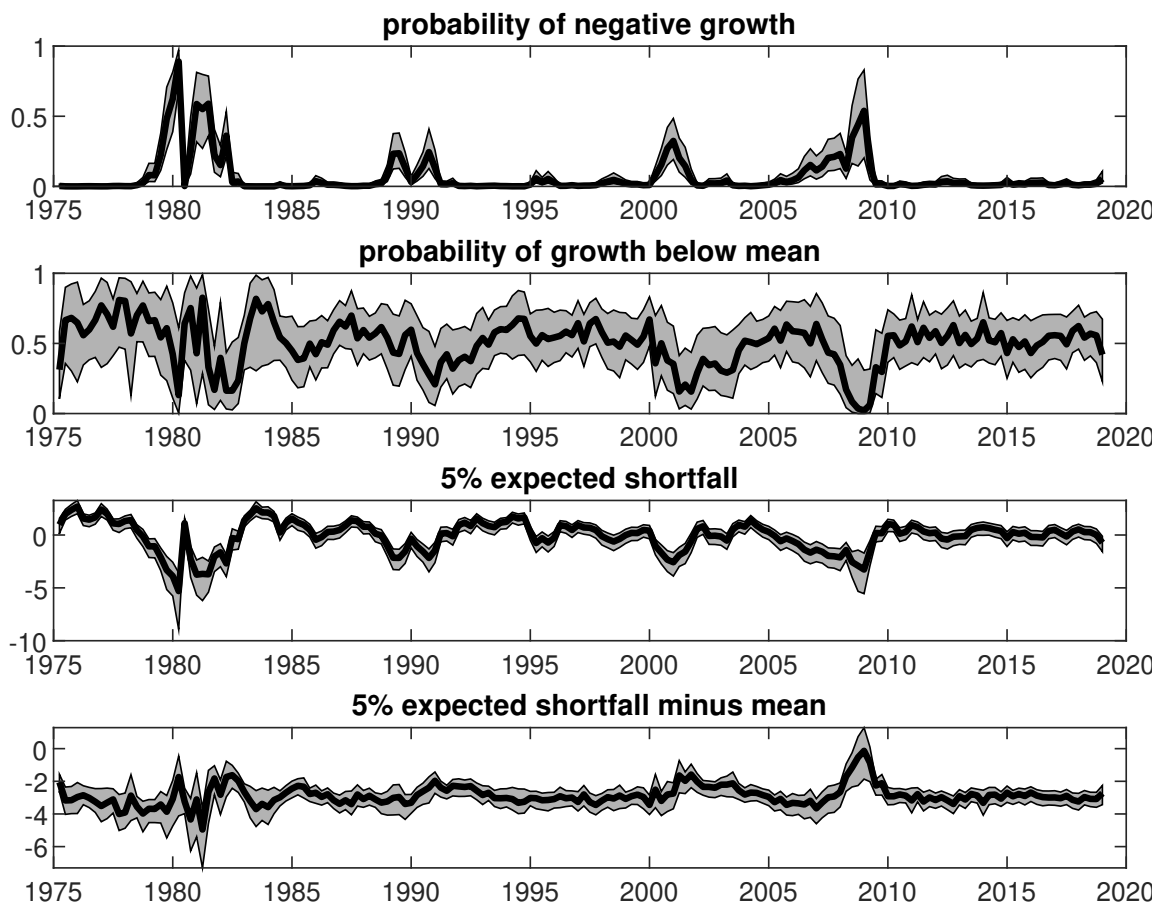 probability of negative growth
1
0.5
0
1975 1980 1985 1990 1995 2000 2005 2010 2015 2020
probability of growth below mean
1
0.5
0
1975 1980 1985 1990 1995 2000 2005 2010 2015 2020
5% expected shortfall
0
-5
-10
1975 1980 1985 1990 1995 2000 2005 2010 2015 2020
5% expected shortfall minus mean
0
-2
-4
-6
1975 1980 1985 1990 1995 2000 2005 2010 2015 2020